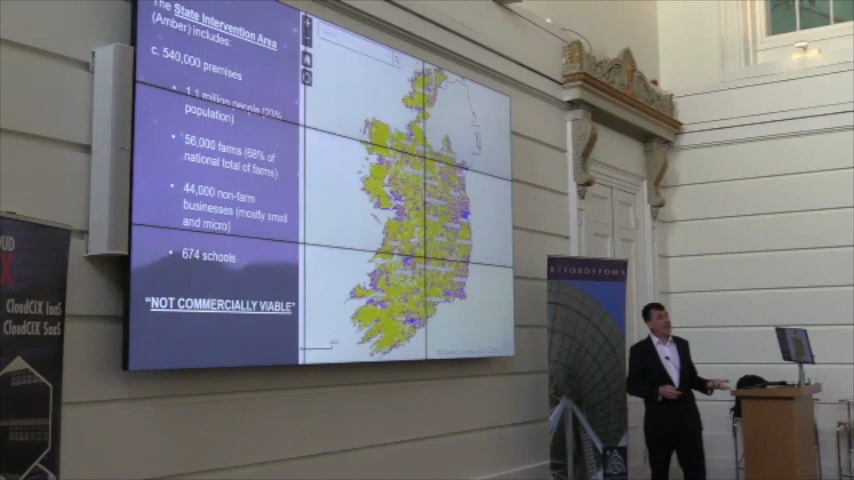 The State Intervention Area
(Amber) includes:
c. 540,000 premises
• 1.1 million people (23%
population)
• 56,000 farms (68% of
national total of farms)
• 44,000 non-farm
businesses (mostly small
and micro)
• 674 schools
"NOT COMMERCIALLY VIABLE"
OUD
X
CloudCIX IaaS
CloudCIX SaaS